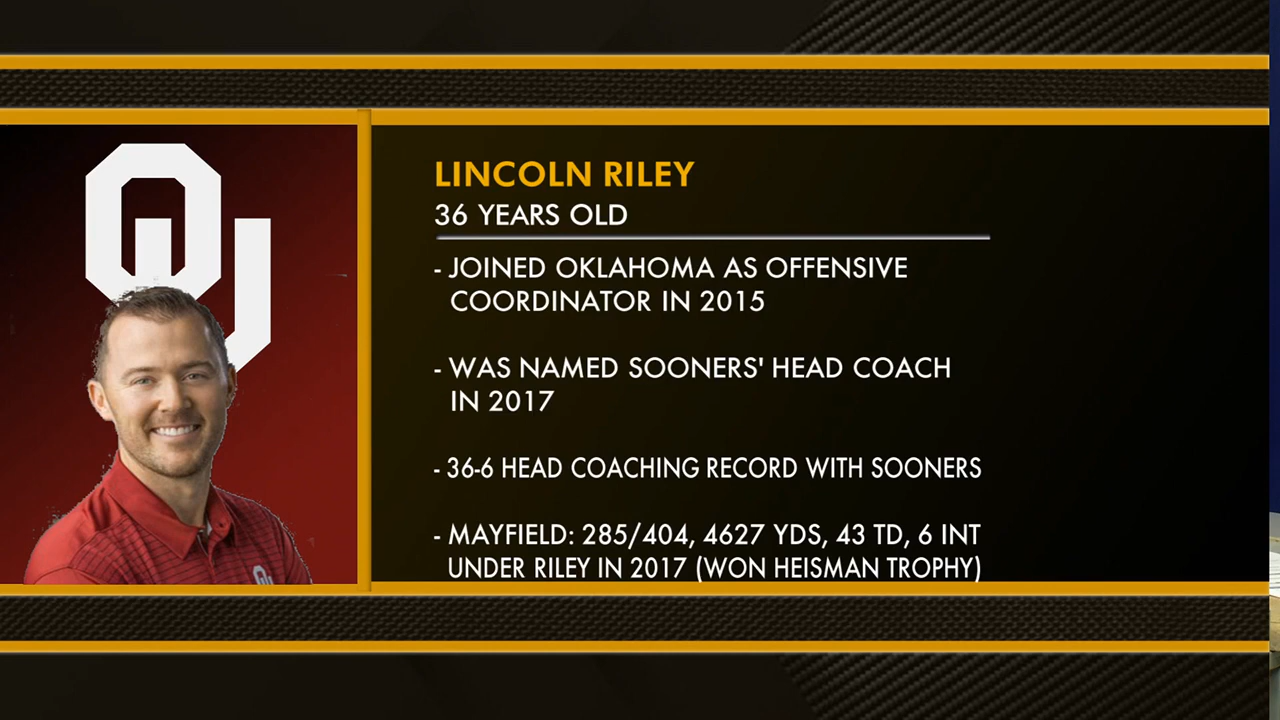 OU
LINCOLN RILEY
36 YEARS OLD
- JOINED OKLAHOMA AS OFFENSIVE
COORDINATOR IN 2015
- WAS NAMED SOONERS' HEAD COACH
IN 2017
- 36-6 HEAD COACHING RECORD WITH SOONERS
- MAYFIELD: 285/404, 4627 YDS, 43 TD, 6 INT
UNDER RILEY IN 2017 (WON HEISMAN TROPHY)
OU